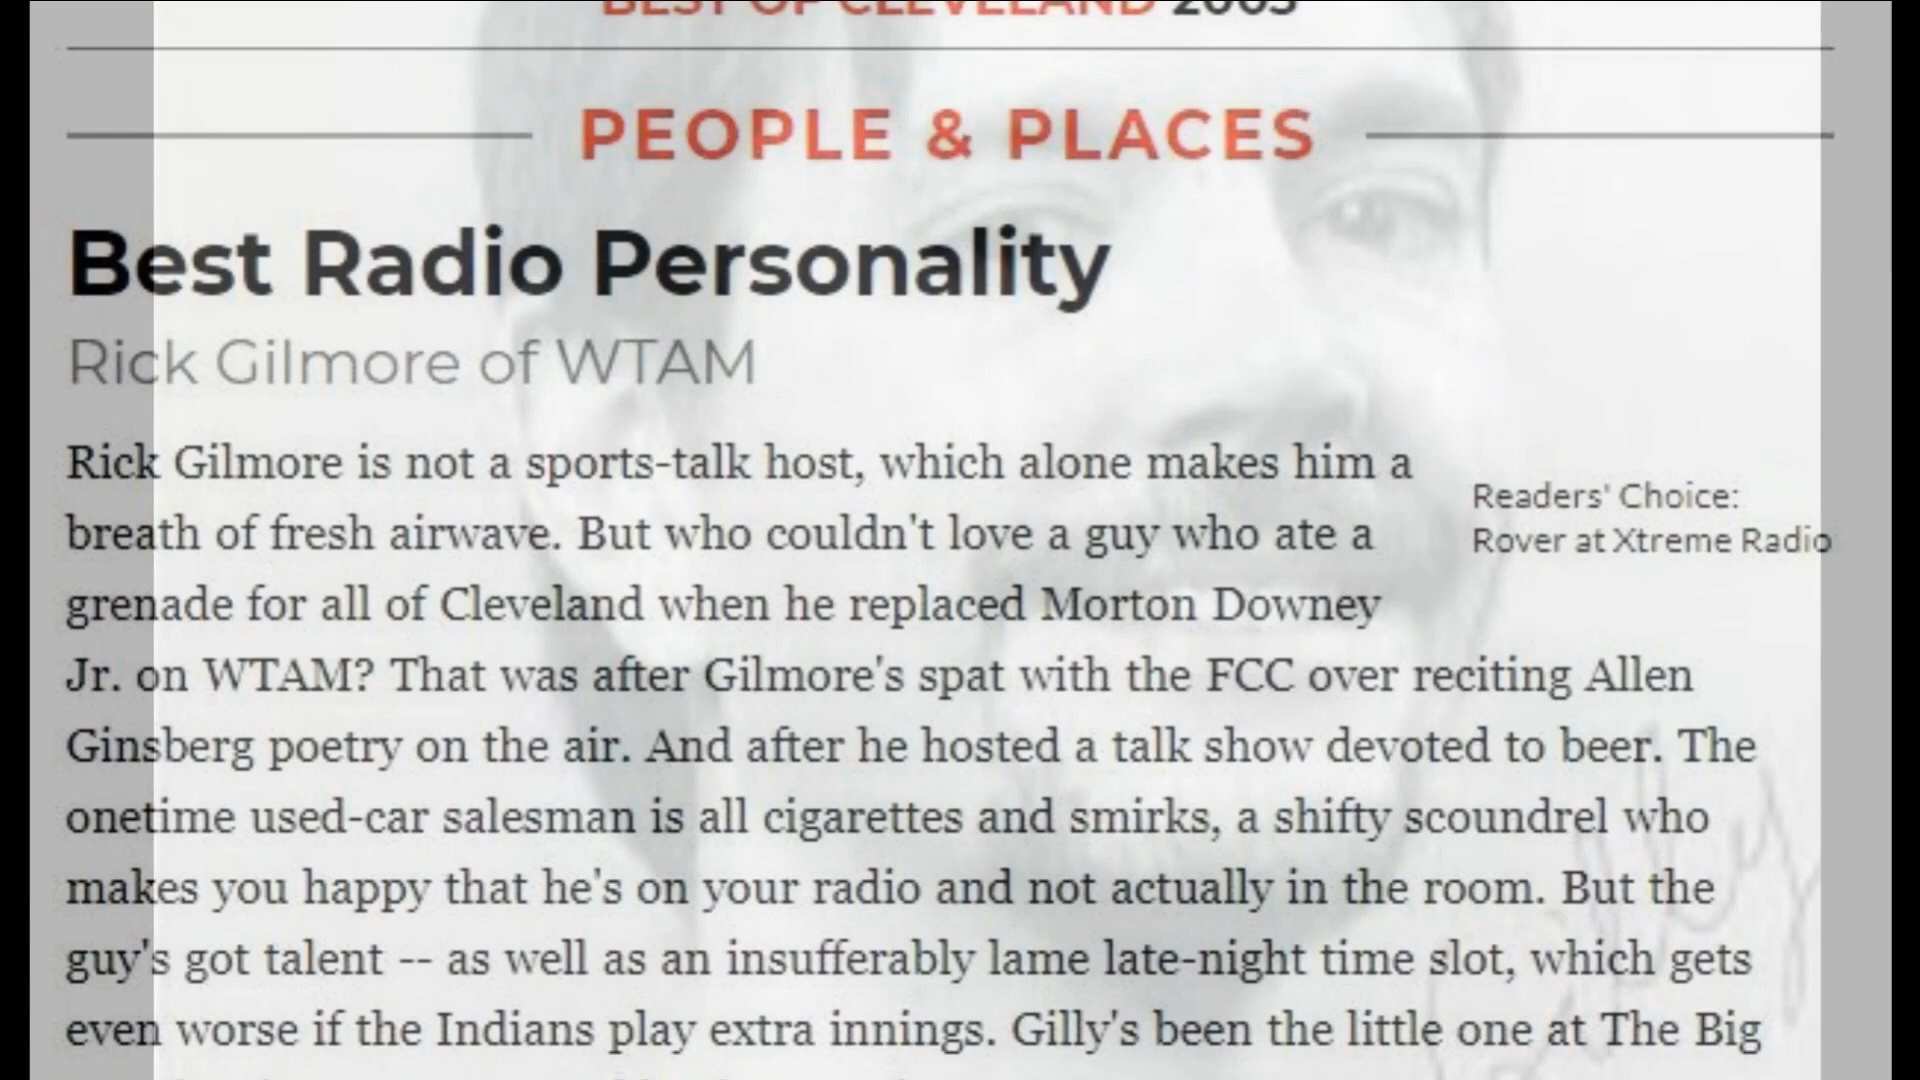 BEST OF CLEVELAND 2003
PEOPLE & PLACES
Best Radio Personality
Rick Gilmore of WTAM
Rick Gilmore is not a sports-talk host, which alone makes him a
breath of fresh airwave. But who couldn't love a guy who ate a
grenade for all of Cleveland when he replaced Morton Downey
Jr. on WTAM? That was after Gilmore's spat with the FCC over reciting Allen
Ginsberg poetry on the air. And after he hosted a talk show devoted to beer. The
onetime used-car salesman is all cigarettes and smirks, a shifty scoundrel who
makes you happy that he's on your radio and not actually in the room. But the
guy's got talent -- as well as an insufferably lame late-night time slot, which gets
even worse if the Indians play extra innings. Gilly's been the little one at The Big
Readers' Choice:
Rover at Xtreme Radio